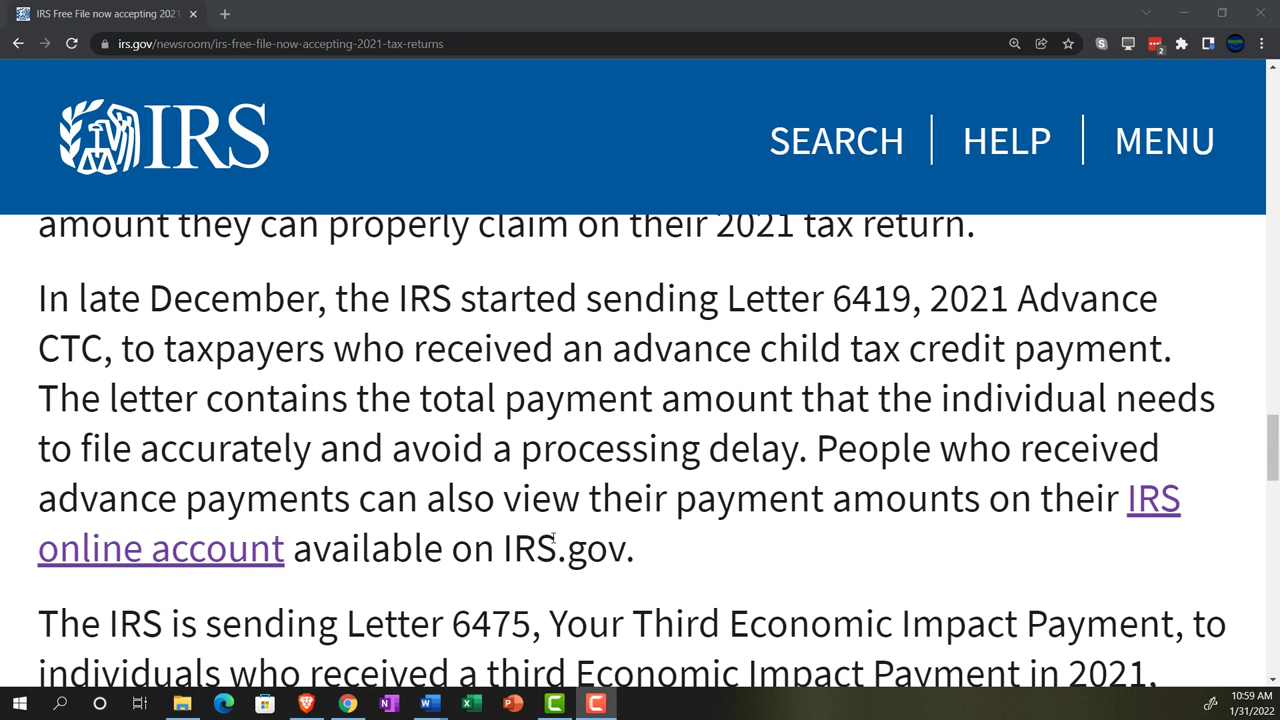 IRS Free File now accepting 2021
irs.gov/newsroom/irs-free-file-now-accepting-2021-tax-returns
2
IRS
SEARCH
HELP
MENU
amount they can properly claim on their 2021 tax return.
In late December, the IRS started sending Letter 6419, 2021 Advance
CTC, to taxpayers who received an advance child tax credit payment.
The letter contains the total payment amount that the individual needs
to file accurately and avoid a processing delay. People who received
advance payments can also view their payment amounts on their IRS
online account available on IRS.gov.
The IRS is sending Letter 6475, Your Third Economic Impact Payment, to
individuals who received a third Economic Impact Payment in 2021,
10:59 AM
1/31/2022